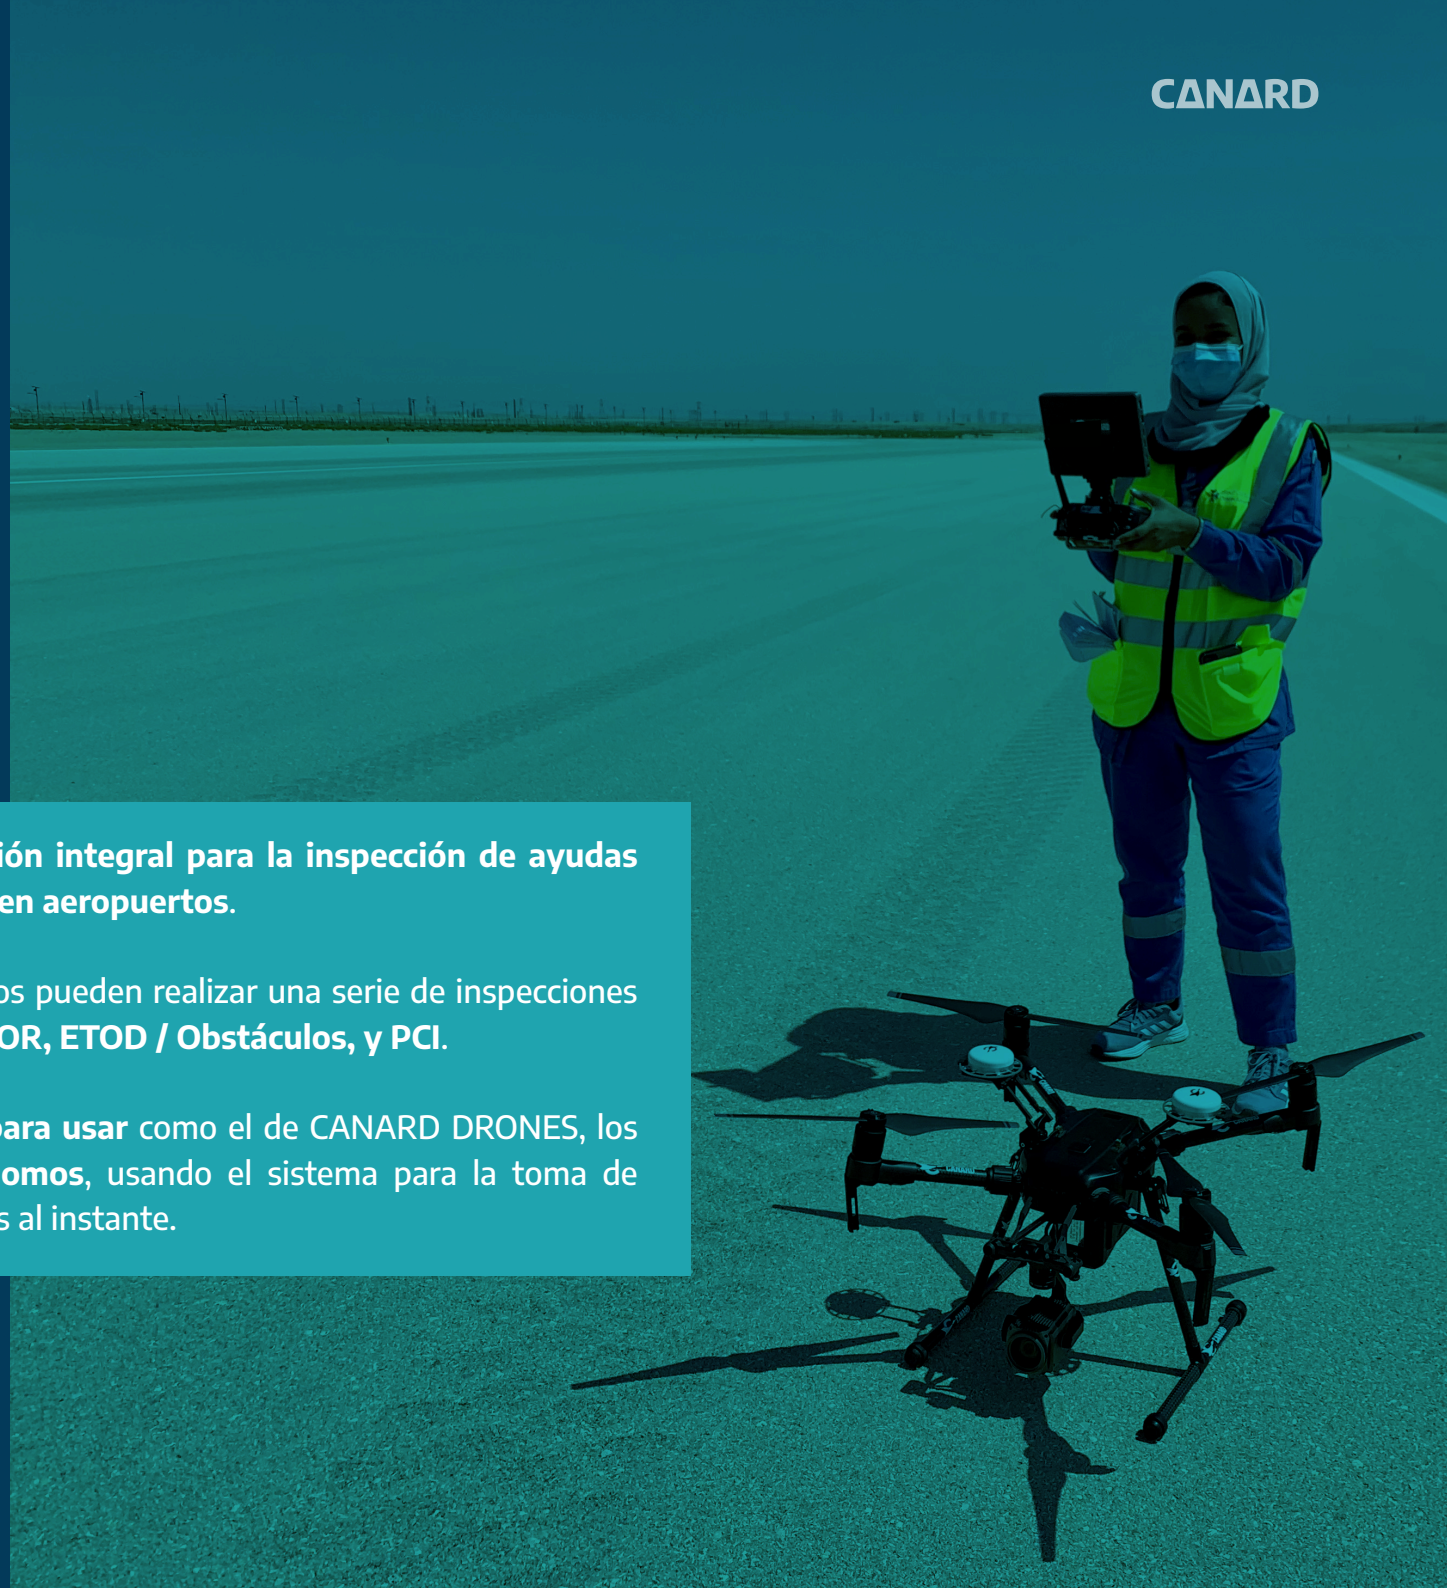 CANARD
ión integral para la inspección de ayudas
en aeropuertos.
os pueden realizar una serie de inspecciones
OR, ETOD / Obstáculos, y PCI.
para usar como el de CANARD DRONES, los
omos, usando el sistema para la toma de
s al instante.
CANARD